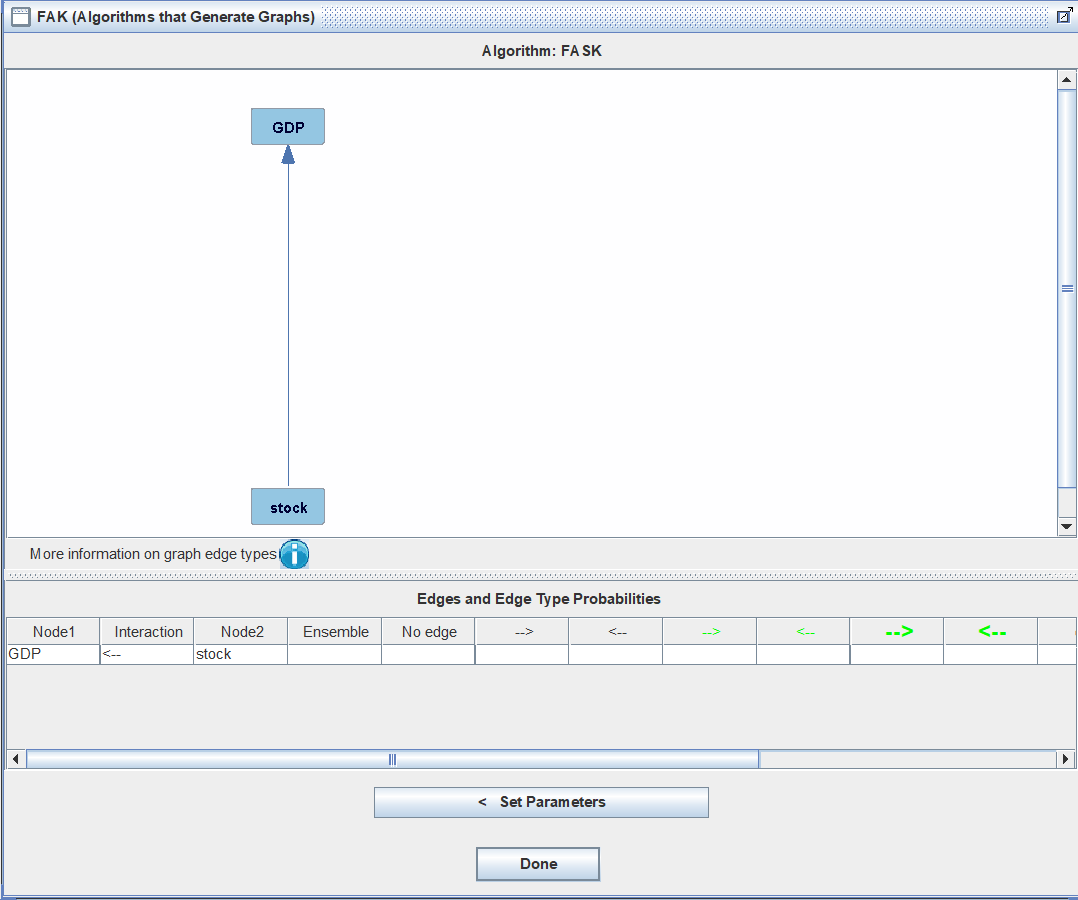 FAK (Algorithms that Generate Graphs)
Algorithm: FASK
GDP
stock
More information on graph edge types
Edges and Edge Type Probabilities
Node1 Interaction Node2 Ensemble No edge --> <-- --> <-- --> <--
GDP <-- stock
< Set Parameters
Done